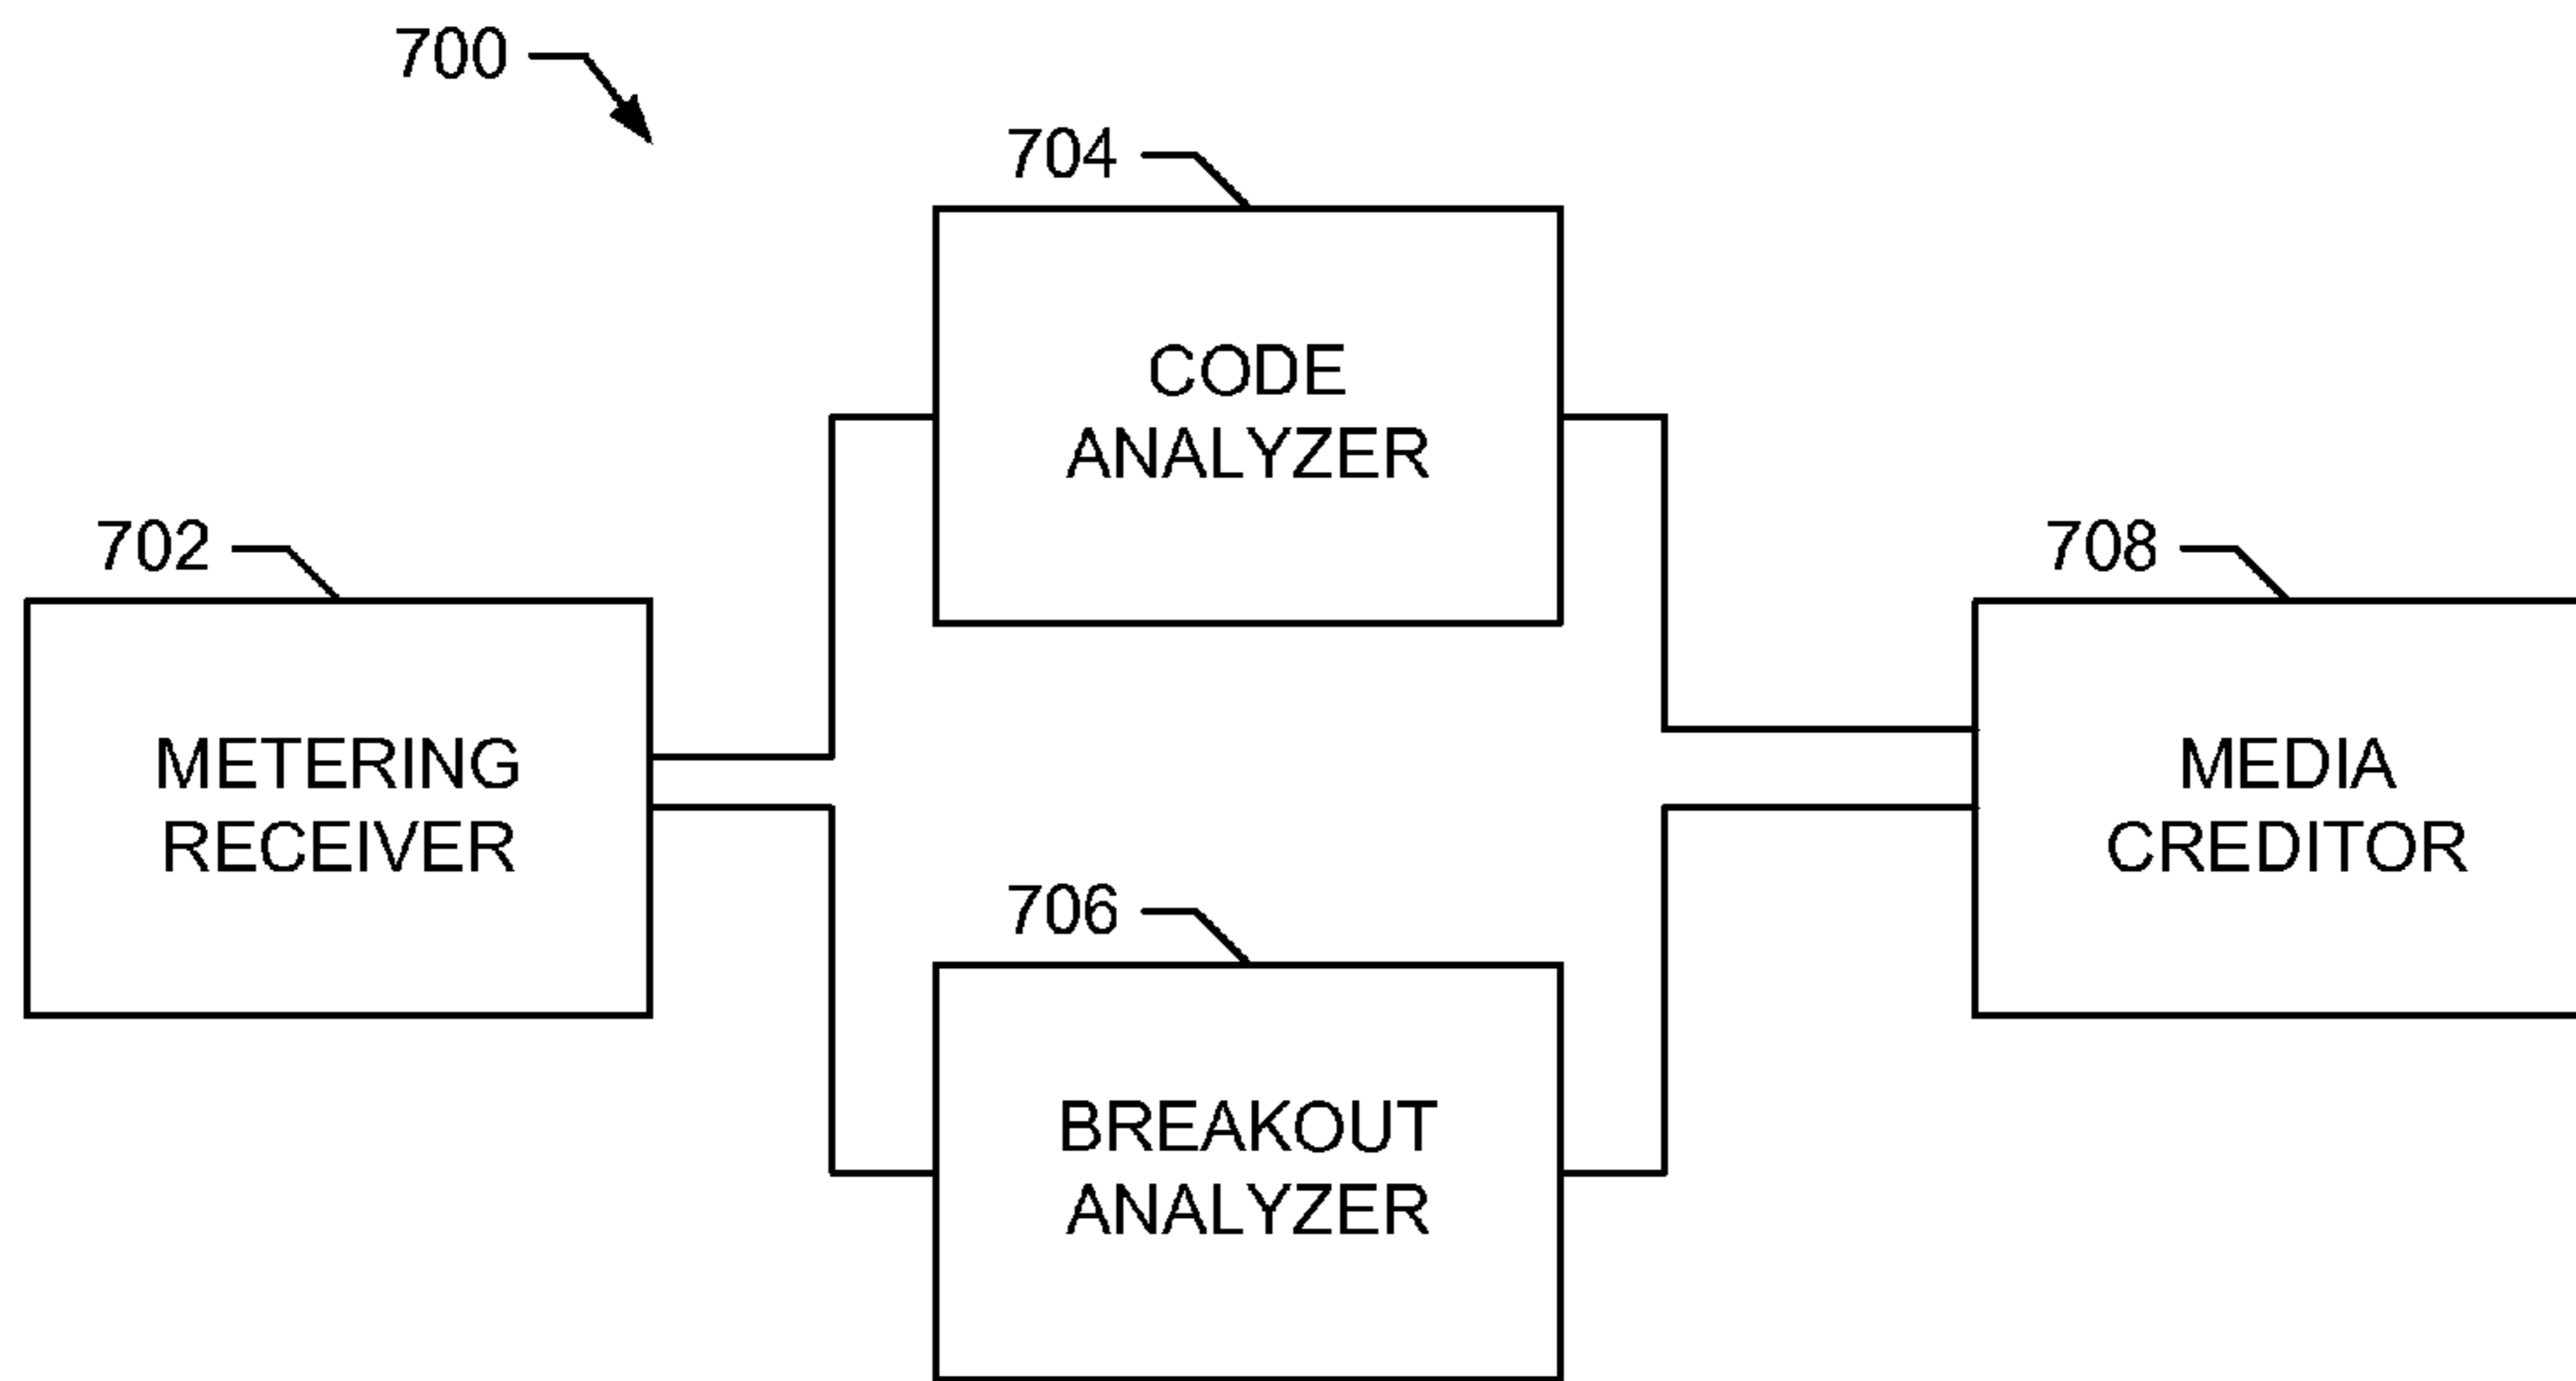 700
704
CODE
ANALYZER
702
METERING
RECEIVER
708
MEDIA
CREDITOR
706
BREAKOUT
ANALYZER